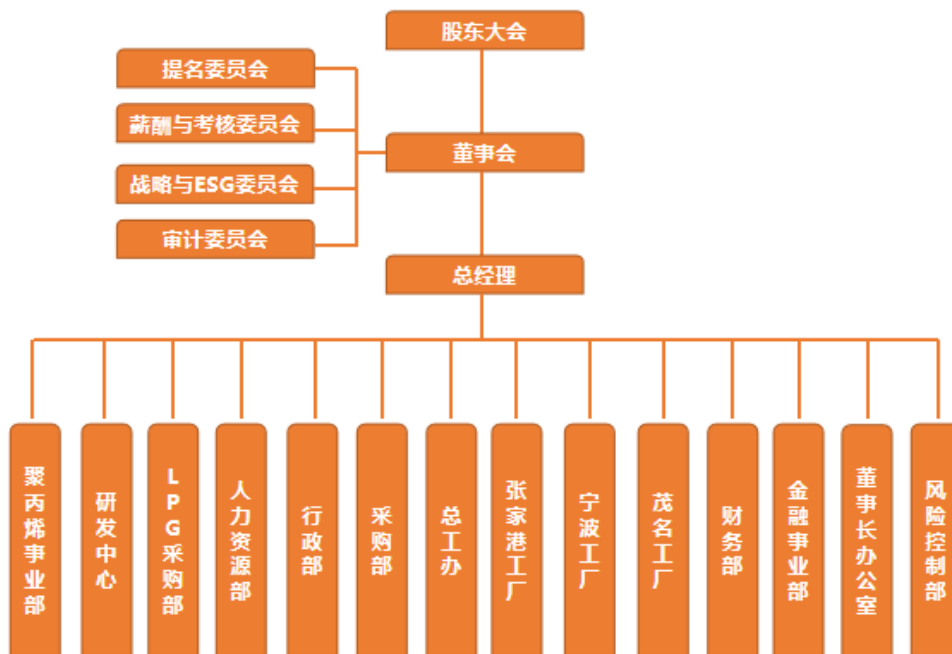 股东大会
提名委员会
薪酬与考核委员会
董事会
战略与ESG委员会
审计委员会
总经理
聚丙烯事业部
研发中心
LPG采购部
人力资源部
行政部
采购部
总工办
张家港工厂
宁波工厂
茂名工厂
财务部
金融事业部
董事长办公室
风险控制部